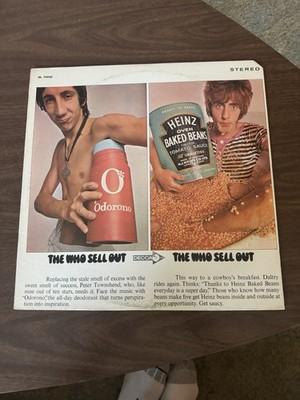 STEREO
READY TO SERVE
HEINZ
OVEN
BAKED BEANS
TOMATO SAUCE
O°
Odorono
THE WHO SELL OUT
DECCA
THE WHO SELL OUT
Replacing the stale smell of excess with the
sweet smell of success, Peter Townshend, who, like
nine out of ten stars, needs it. Face the music with
"Odorono," the all-day deodorant that turns perspira-
tion into inspiration.
This way to a cowboy's breakfast. Daltry
rides again. Thinks: "Thanks to Heinz Baked Beans
everyday is a super day." Those who know how many
beans make five get Heinz beans inside and outside at
every opportunity. Get saucy.